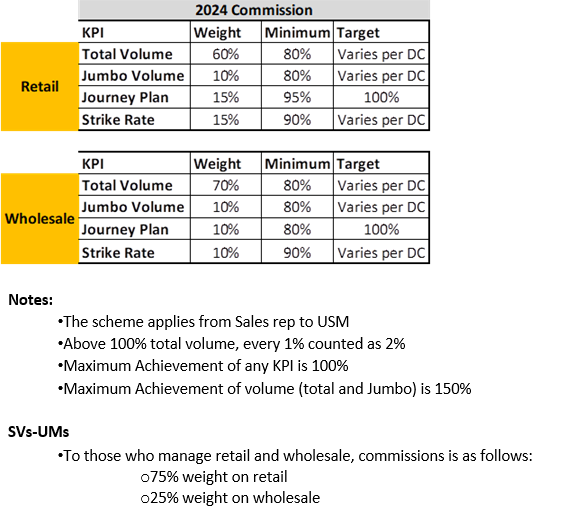 2024 Commission
KPI Weight Minimum Target
Total Volume 60% 80% Varies per DC
Jumbo Volume 10% 80% Varies per DC
Retail
Journey Plan 15% 95% 100%
Strike Rate 15% 90% Varies per DC
KPI Weight Minimum Target
Total Volume 70% 80% Varies per DC
Jumbo Volume 10% 80% Varies per DC
Wholesale
Journey Plan 10% 80% 100%
Strike Rate 10% 90% Varies per DC
Notes:
•The scheme applies from Sales rep to USM
•Above 100% total volume, every 1% counted as 2%
•Maximum Achievement of any KPI is 100%
•Maximum Achievement of volume (total and Jumbo) is 150%
SVs-UMs
•To those who manage retail and wholesale, commissions is as follows:
o75% weight on retail
o25% weight on wholesale